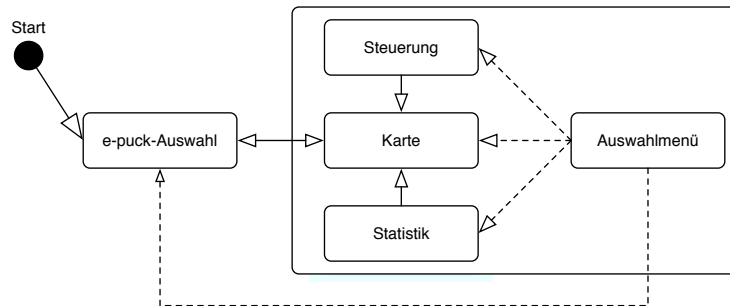 Start
Steuerung
e-puck-Auswahl
Karte
Auswahlmenü
Statistik